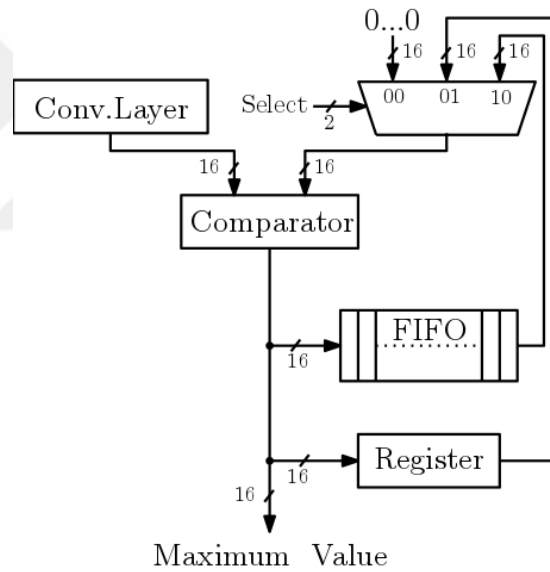 0...0
16 16 16
Conv.Layer
Select
2
00 01 10
16 16
Comparator
FIFO
16
Register
16
16
Maximum Value